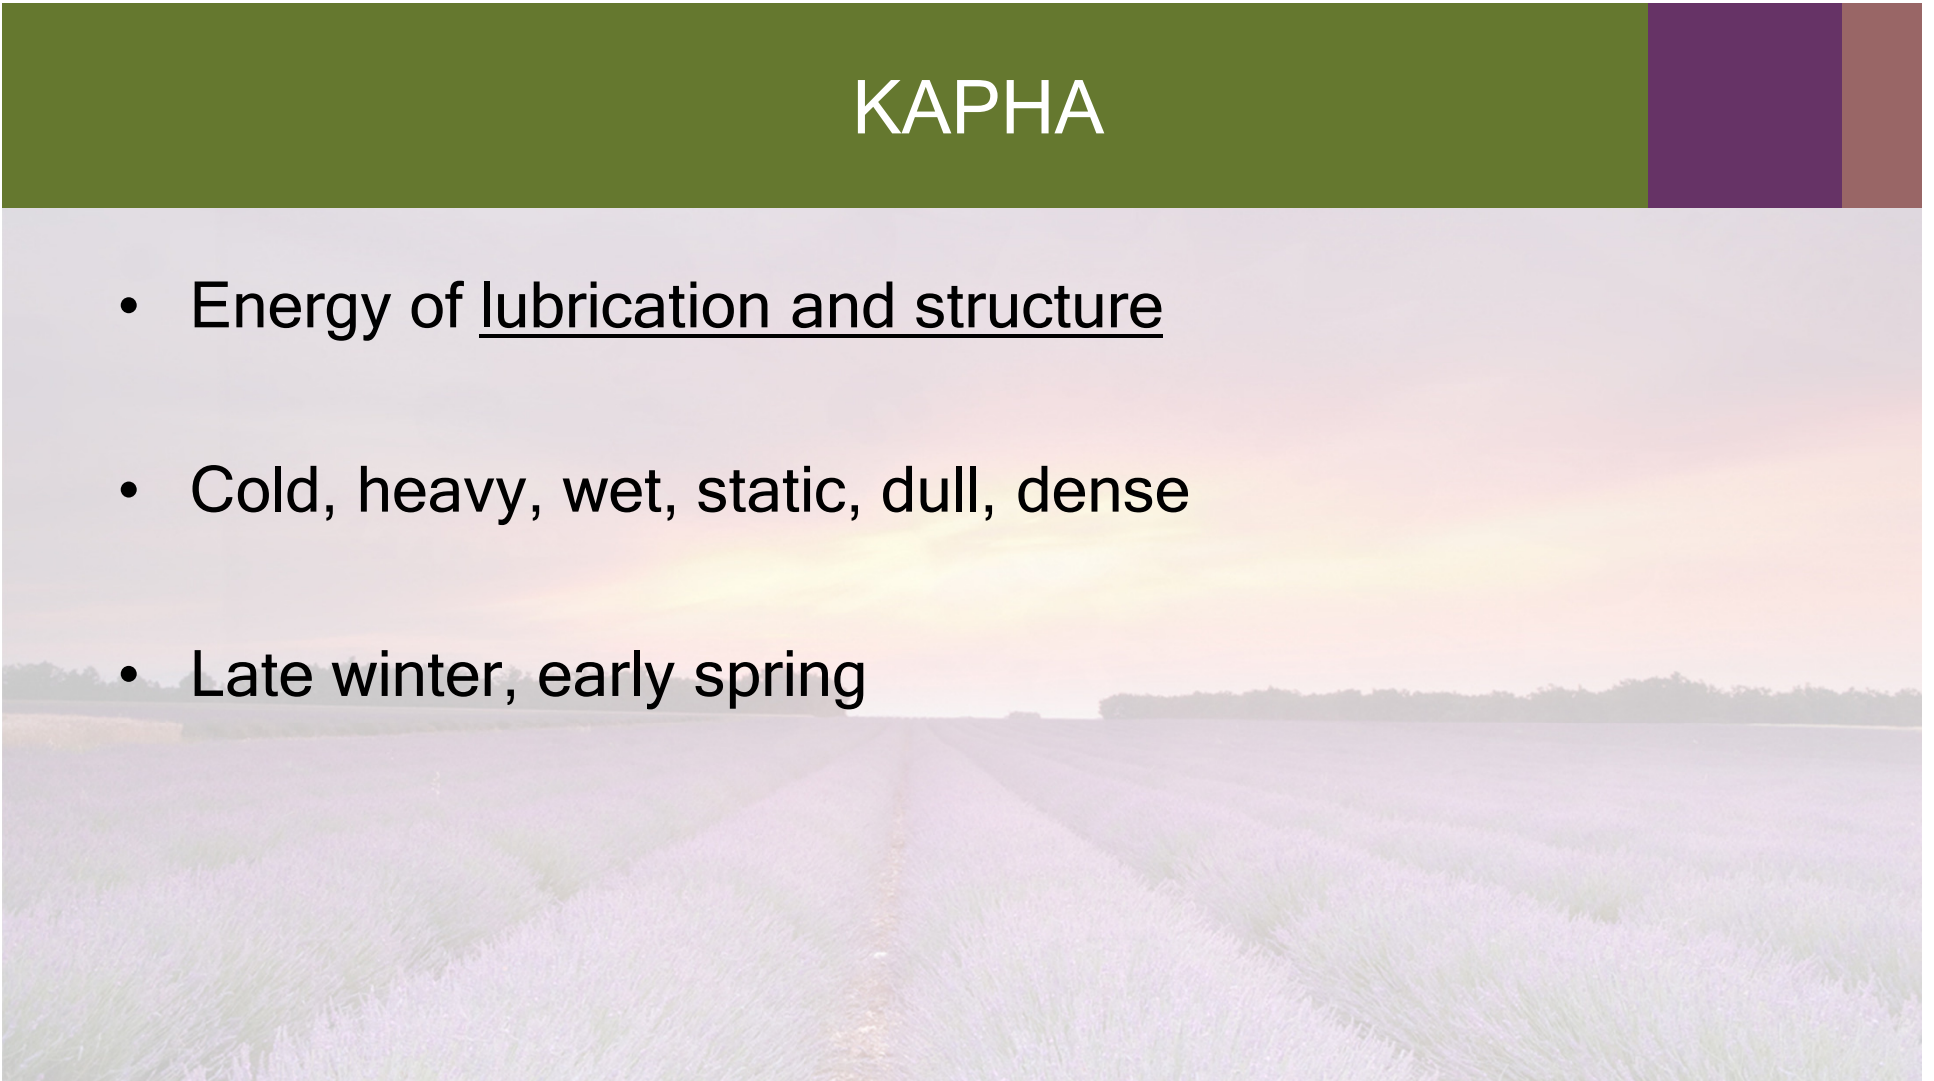 KAPHA
• Energy of lubrication and structure
• Cold, heavy, wet, static, dull, dense
• Late winter, early spring